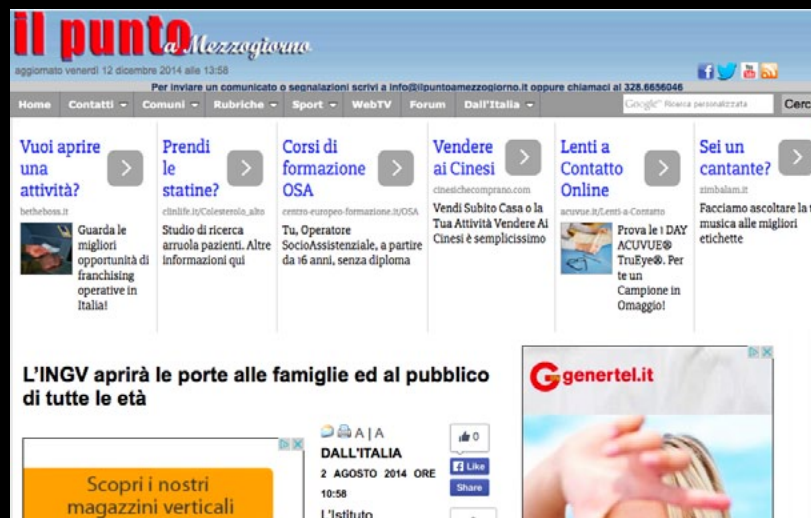 il punto
a Mezzogiorno
aggiornato venerdì 12 dicembre 2014 alle 13:58
Per inviare un comunicato o segnalazioni scrivi a info@ilpuntoamezzogiorno.it oppure chiamaci al 328.6656046
Home Contatti Comuni Rubriche Sport WebTV Forum Dall'Italia Google Ricerca personalizzata Cerc
Vuoi aprire
una
attività?
betheboss.it
Guarda le
migliori
opportunità di
franchising
operative in
Italia!
Prendi
le
statine?
clinlife.it/Colesterolo_alto
Studio di ricerca
arruola pazienti. Altre
informazioni qui
Corsi di
formazione
OSA
centro-europeo-formazione.it/OSA
Tu, Operatore
SocioAssistenziale, a partire
da 16 anni, senza diploma
Vendere
ai Cinesi
cinesichecomprano.com
Vendi Subito Casa o la
Tua Attività Vendere Ai
Cinesi è semplicissimo
Lenti a
Contatto
Online
acuvue.it/Lenti-a-Contatto
Prova le 1 DAY
ACUVUE®
TruEye®. Per
te un
Campione in
Omaggio!
Sei un
cantante?
zimbalam.it
Facciamo ascoltare la t
musica alle migliori
etichette
L'INGV aprirà le porte alle famiglie ed al pubblico
di tutte le età
Scopri i nostri
magazzini verticali
A | A
DALL'ITALIA
2 AGOSTO 2014 ORE
10:58
L'Istituto
0
Like
Share
genertel.it